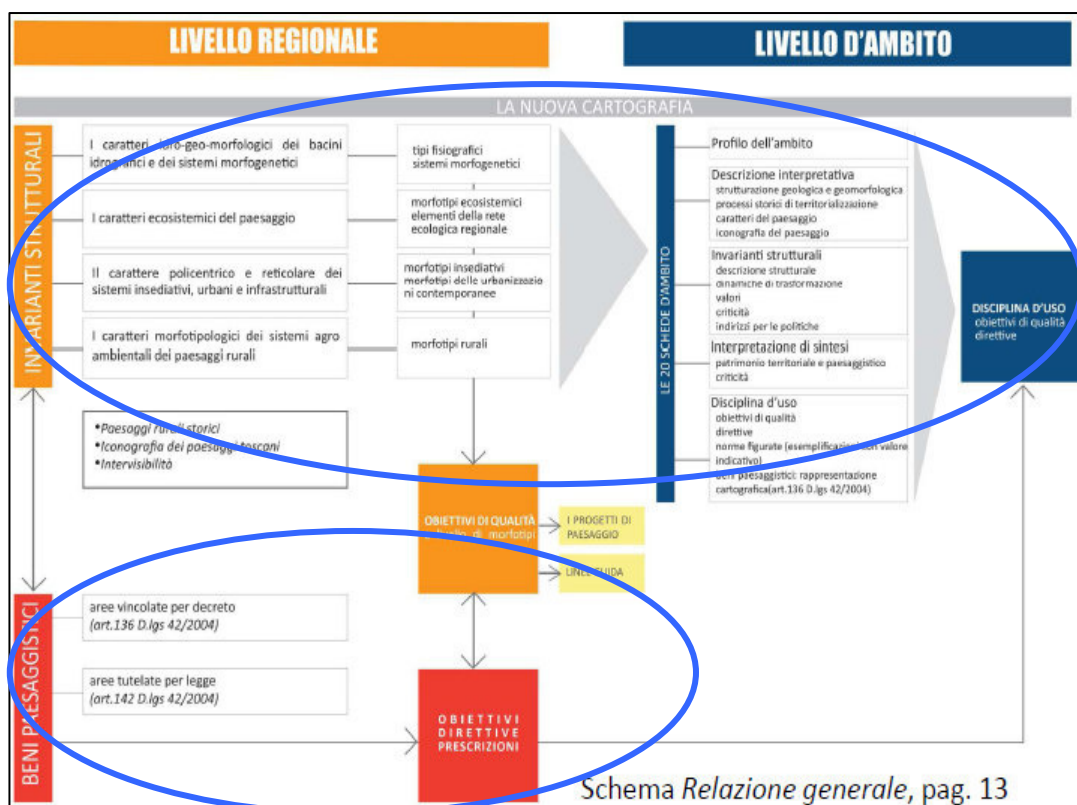 LIVELLO REGIONALE
LIVELLO D'AMBITO
LA NUOVA CARTOGRAFIA
INVARIANTI STRUTTURALI
I caratteri idro-geo-morfologici dei bacini
idrografici e dei sistemi morfogenetici
tipi fisiografici
sistemi morfogenetici
I caratteri ecosistemici del paesaggio
morfotipi ecosistemici
elementi della rete
ecologica regionale
Il carattere policentrico e reticolare dei
sistemi insediativi, urbani e infrastrutturali
morfotipi insediativi
morfotipi delle urbanizzazio
ni contemporanee
I caratteri morfotipologici dei sistemi agro
ambientali dei paesaggi rurali
morfotipi rurali
•Paesaggi rurali storici
•Iconografia dei paesaggi toscani
•Intervisibilità
LE 20 SCHEDE D'AMBITO
Profilo dell'ambito
Descrizione interpretativa
strutturazione geologica e geomorfologica
processi storici di territorializzazione
caratteri del paesaggio
iconografia del paesaggio
Invarianti strutturali
descrizione strutturale
dinamiche di trasformazione
valori
criticità
indirizzi per le politiche
Interpretazione di sintesi
patrimonio territoriale e paesaggistico
criticità
Disciplina d'uso
obiettivi di qualità
direttive
norme figurate (esemplificazioni con valore
indicativo)
beni paesaggistici: rappresentazione
cartografica(art.136 D.lgs 42/2004)
DISCIPLINA D'USO
obiettivi di qualità
direttive
OBIETTIVI DI QUALITÀ
livello di morfotipi
I PROGETTI DI
PAESAGGIO
LINEE GUIDA
BENI PAESAGGISTICI
aree vincolate per decreto
(art.136 D.lgs 42/2004)
aree tutelate per legge
(art.142 D.lgs 42/2004)
OBIETTIVI
DIRETTIVE
PRESCRIZIONI
Schema Relazione generale, pag. 13